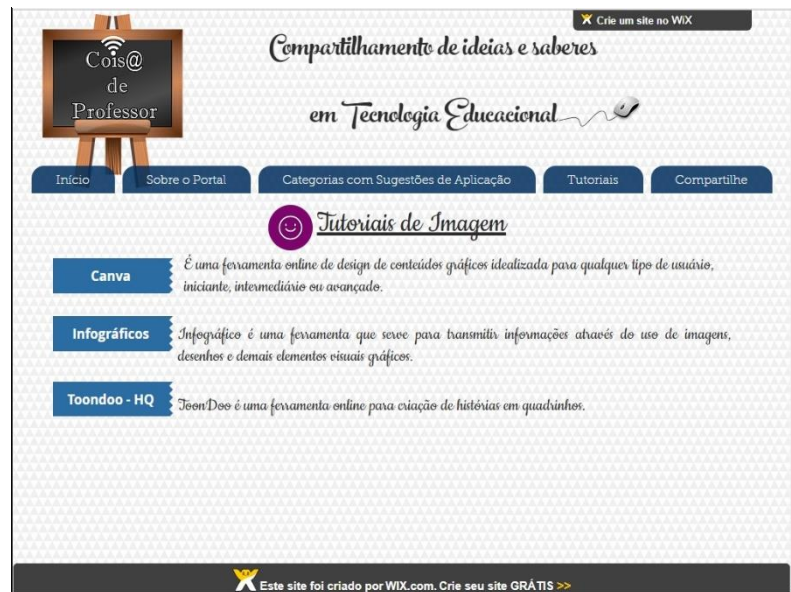 Crie um site no WiX
Cois@
de
Professor
Compartilhamento de ideias e saberes
em Tecnologia Educacional
Início Sobre o Portal Categorias com Sugestões de Aplicação Tutoriais Compartilhe
Tutoriais de Imagem
Canva
É uma ferramenta online de design de conteúdos gráficos idealizada para qualquer tipo de usuário,
iniciante, intermediário ou avançado.
Infográficos
Infográfico é uma ferramenta que serve para transmitir informações através do uso de imagens,
desenhos e demais elementos visuais gráficos.
Toondoo - HQ
ToonDoo é uma ferramenta online para criação de histórias em quadrinhos.
Este site foi criado por WIX.com. Crie seu site GRÁTIS >>